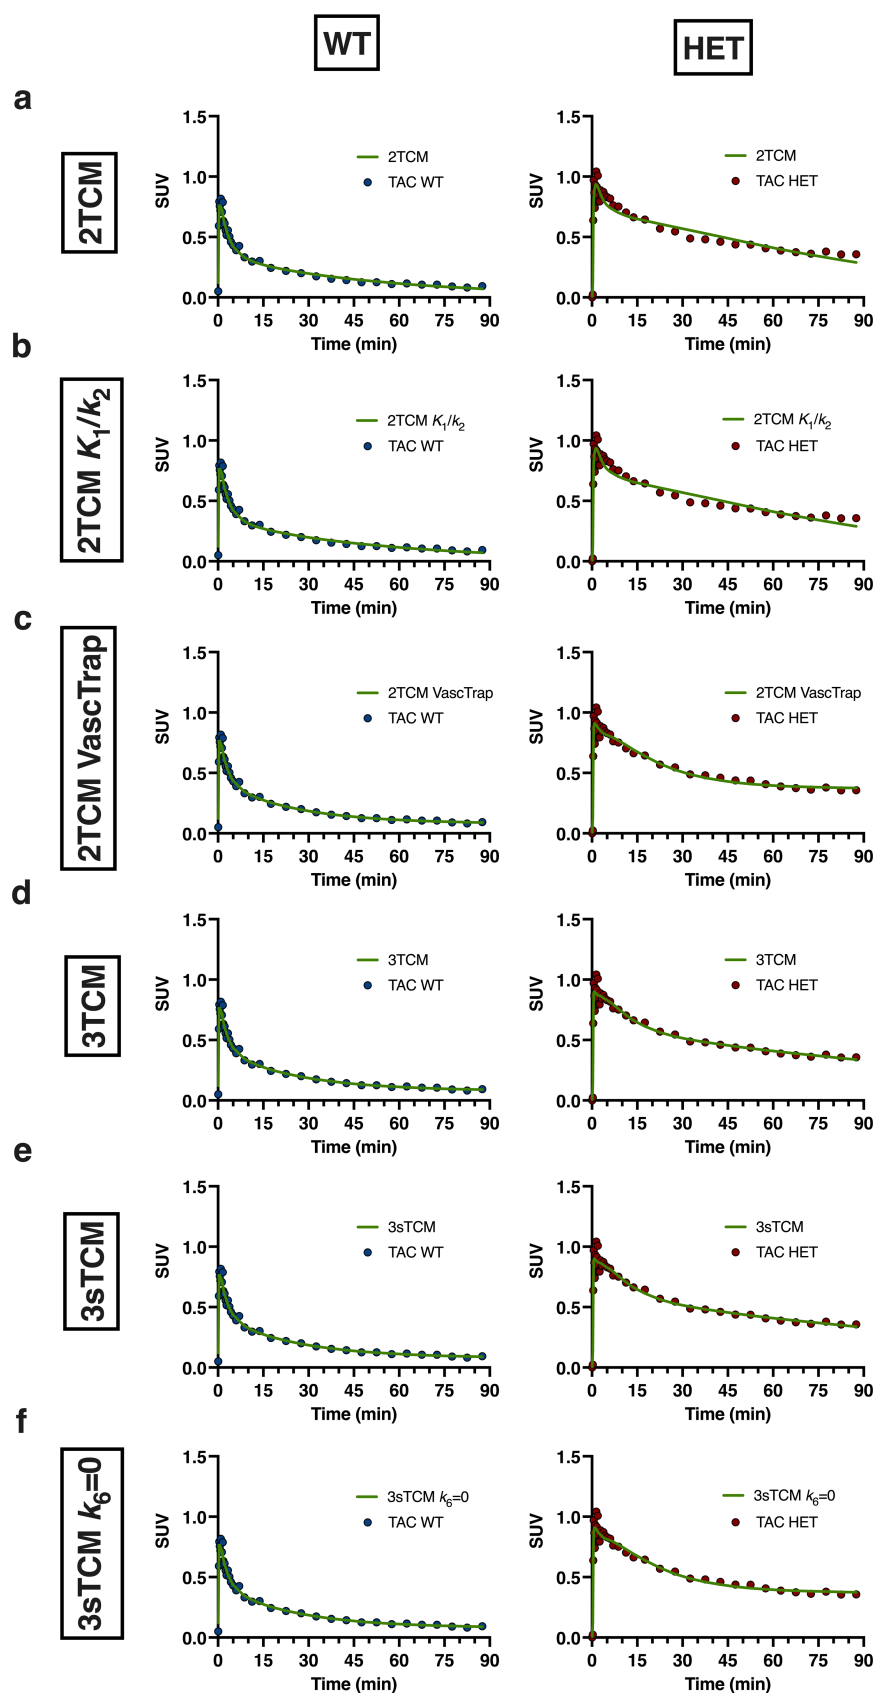 WT
HET
a
2TCM
1.5
1.0
0.5
0.0
SUV
2TCM
TAC WT
0 15 30 45 60 75 90
Time (min)
1.5
1.0
0.5
0.0
SUV
2TCM
TAC HET
0 15 30 45 60 75 90
Time (min)
b
2TCM K1/k2
1.5
1.0
0.5
0.0
SUV
2TCM K1/k2
TAC WT
0 15 30 45 60 75 90
Time (min)
1.5
1.0
0.5
0.0
SUV
2TCM K1/k2
TAC HET
0 15 30 45 60 75 90
Time (min)
c
2TCM VascTrap
1.5
1.0
0.5
0.0
SUV
2TCM VascTrap
TAC WT
0 15 30 45 60 75 90
Time (min)
1.5
1.0
0.5
0.0
SUV
2TCM VascTrap
TAC HET
0 15 30 45 60 75 90
Time (min)
d
3TCM
1.5
1.0
0.5
0.0
SUV
3TCM
TAC WT
0 15 30 45 60 75 90
Time (min)
1.5
1.0
0.5
0.0
SUV
3TCM
TAC HET
0 15 30 45 60 75 90
Time (min)
e
3sTCM
1.5
1.0
0.5
0.0
SUV
3sTCM
TAC WT
0 15 30 45 60 75 90
Time (min)
1.5
1.0
0.5
0.0
SUV
3sTCM
TAC HET
0 15 30 45 60 75 90
Time (min)
f
3sTCM k6=0
1.5
1.0
0.5
0.0
SUV
3sTCM k6=0
TAC WT
0 15 30 45 60 75 90
Time (min)
1.5
1.0
0.5
0.0
SUV
3sTCM k6=0
TAC HET
0 15 30 45 60 75 90
Time (min)